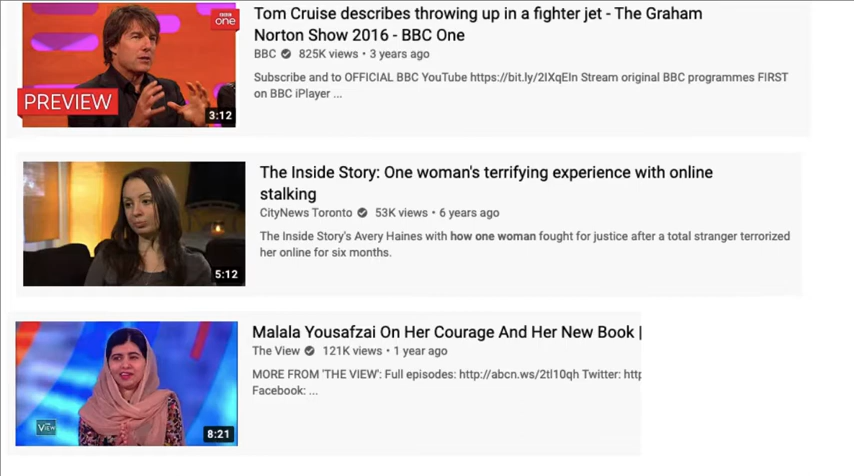 BBC
one
PREVIEW
3:12
Tom Cruise describes throwing up in a fighter jet - The Graham
Norton Show 2016 - BBC One
BBC 825K views • 3 years ago
Subscribe and to OFFICIAL BBC YouTube https://bit.ly/2IXqEIn Stream original BBC programmes FIRST
on BBC iPlayer ...
5:12
The Inside Story: One woman's terrifying experience with online
stalking
CityNews Toronto 53K views • 6 years ago
The Inside Story's Avery Haines with how one woman fought for justice after a total stranger terrorized
her online for six months.
THE VIEW
8:21
Malala Yousafzai On Her Courage And Her New Book |
The View 121K views • 1 year ago
MORE FROM 'THE VIEW': Full episodes: http://abcn.ws/2tl10qh Twitter: http
Facebook: ...